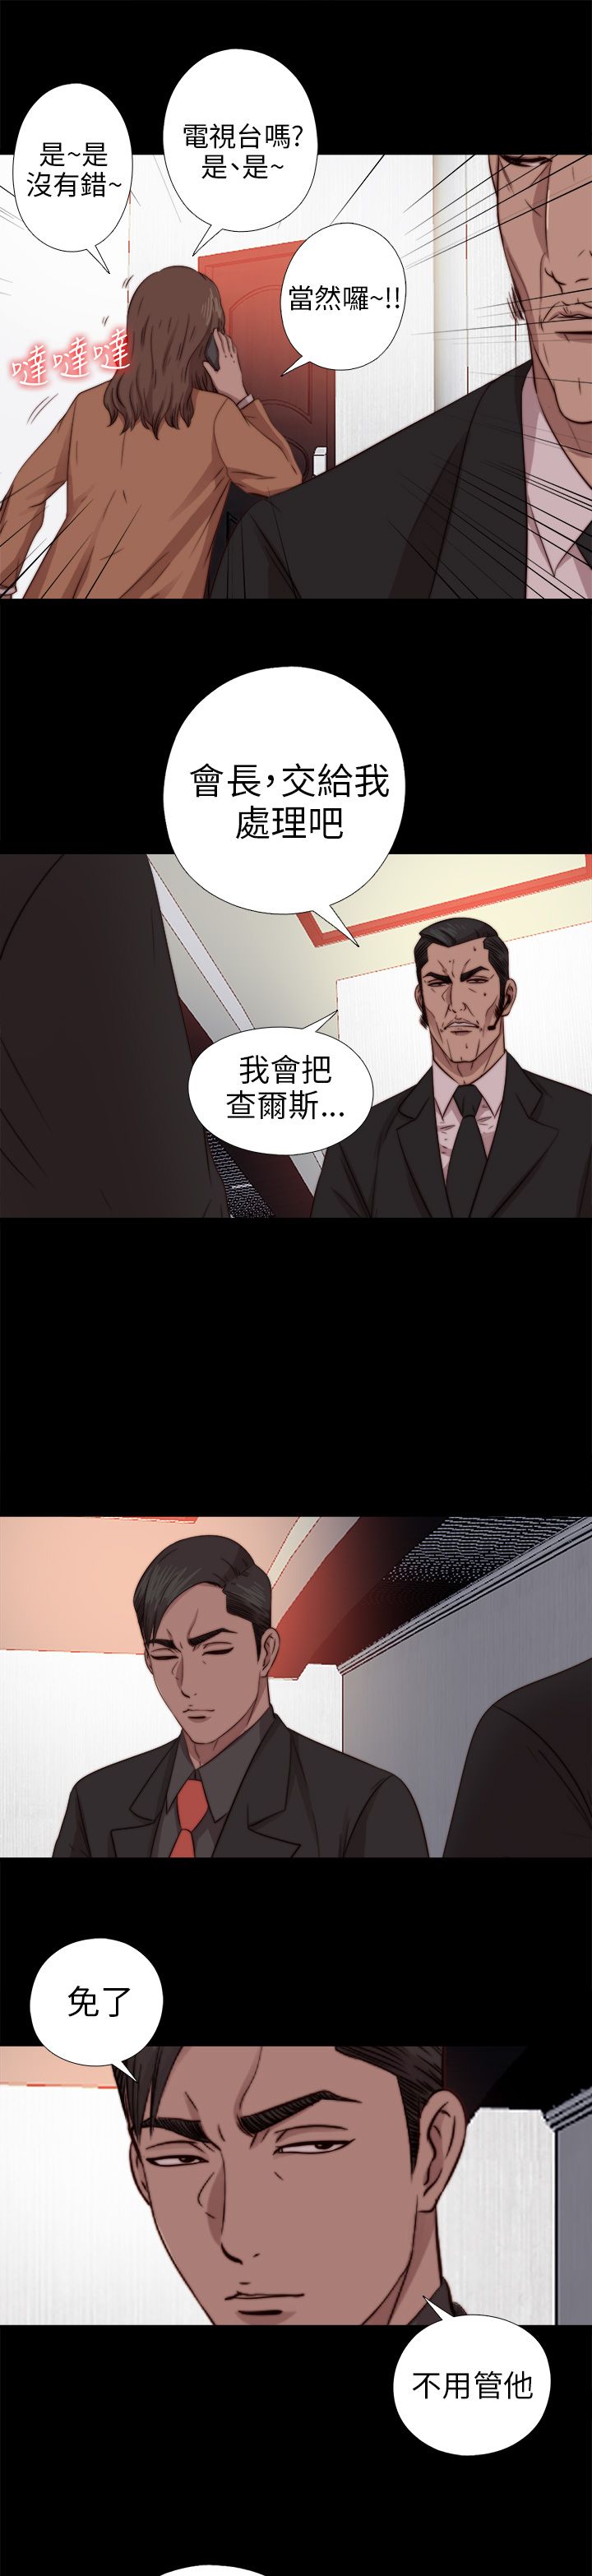 是~是
沒有錯~
電視台嗎?
是、是~
當然囉~!!
噠噠噠
會長,交給我
處理吧
我會把
查爾斯...
免了
不用管他